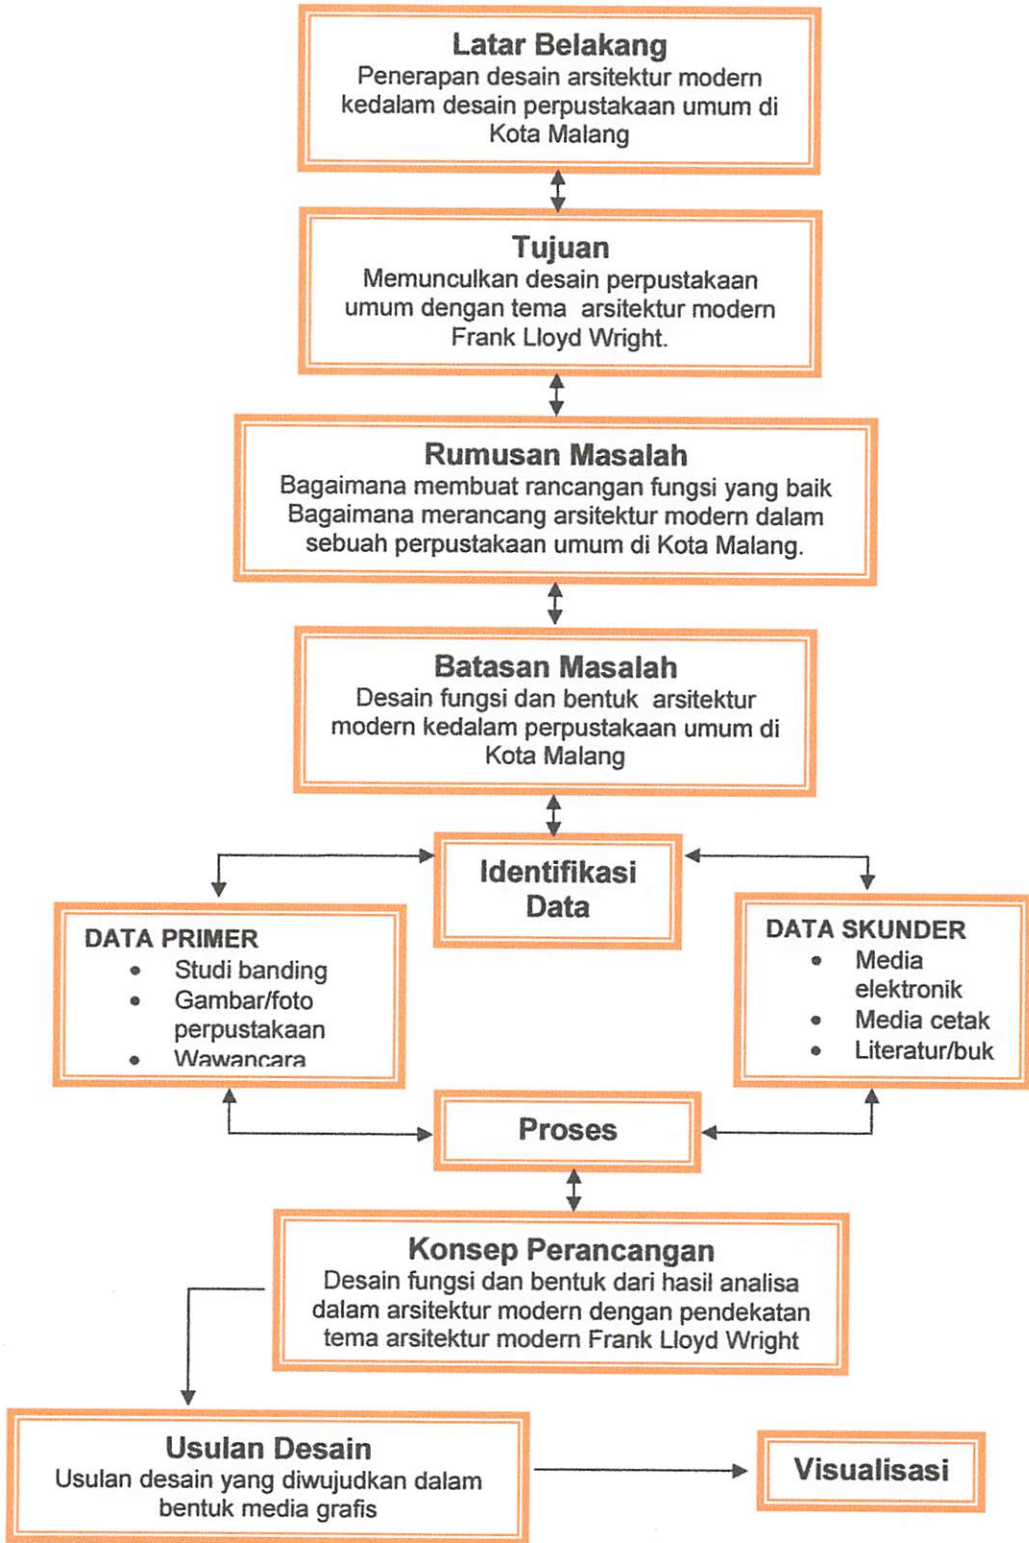 Latar Belakang
Penerapan desain arsitektur modern
kedalam desain perpustakaan umum di
Kota Malang
Tujuan
Memunculkan desain perpustakaan
umum dengan tema arsitektur modern
Frank Lloyd Wright.
Rumusan Masalah
Bagaimana membuat rancangan fungsi yang baik
Bagaimana merancang arsitektur modern dalam
sebuah perpustakaan umum di Kota Malang.
Batasan Masalah
Desain fungsi dan bentuk arsitektur
modern kedalam perpustakaan umum di
Kota Malang
Identifikasi
Data
DATA PRIMER
• Studi banding
• Gambar/foto
perpustakaan
• Wawancara
DATA SKUNDER
• Media
elektronik
• Media cetak
• Literatur/buk
Proses
Konsep Perancangan
Desain fungsi dan bentuk dari hasil analisa
dalam arsitektur modern dengan pendekatan
tema arsitektur modern Frank Lloyd Wright
Usulan Desain
Usulan desain yang diwujudkan dalam
bentuk media grafis
Visualisasi